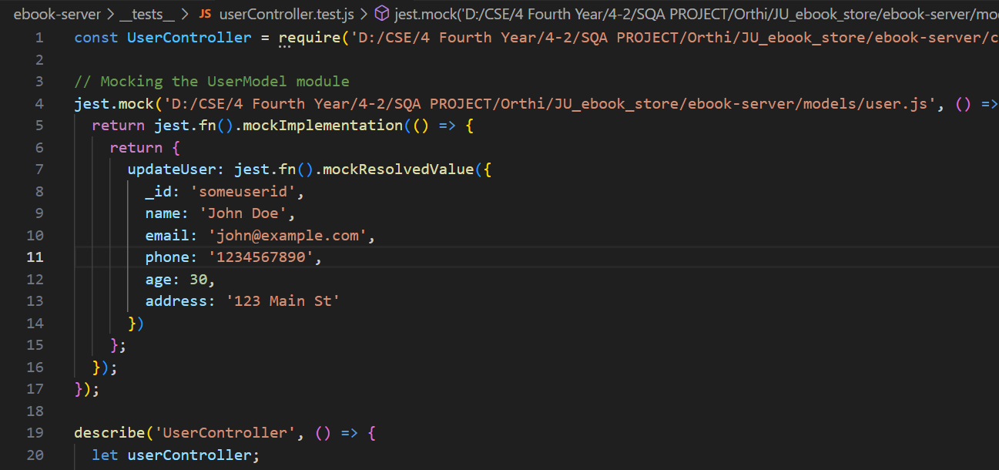 ebook-server > __tests__ > JS userController.test.js > jest.mock('D:/CSE/4 Fourth Year/4-2/SQA PROJECT/Orthi/JU_ebook_store/ebook-server/mo
1 const UserController = require('D:/CSE/4 Fourth Year/4-2/SQA PROJECT/Orthi/JU_ebook_store/ebook-server/c
2
3 // Mocking the UserModel module
4 jest.mock('D:/CSE/4 Fourth Year/4-2/SQA PROJECT/Orthi/JU_ebook_store/ebook-server/models/user.js', () =>
5 return jest.fn().mockImplementation(() => {
6 return {
7 updateUser: jest.fn().mockResolvedValue({
8 _id: 'someuserid',
9 name: 'John Doe',
10 email: 'john@example.com',
11 phone: '1234567890',
12 age: 30,
13 address: '123 Main St'
14 })
15 };
16 });
17 });
18
19 describe('UserController', () => {
20 let userController;